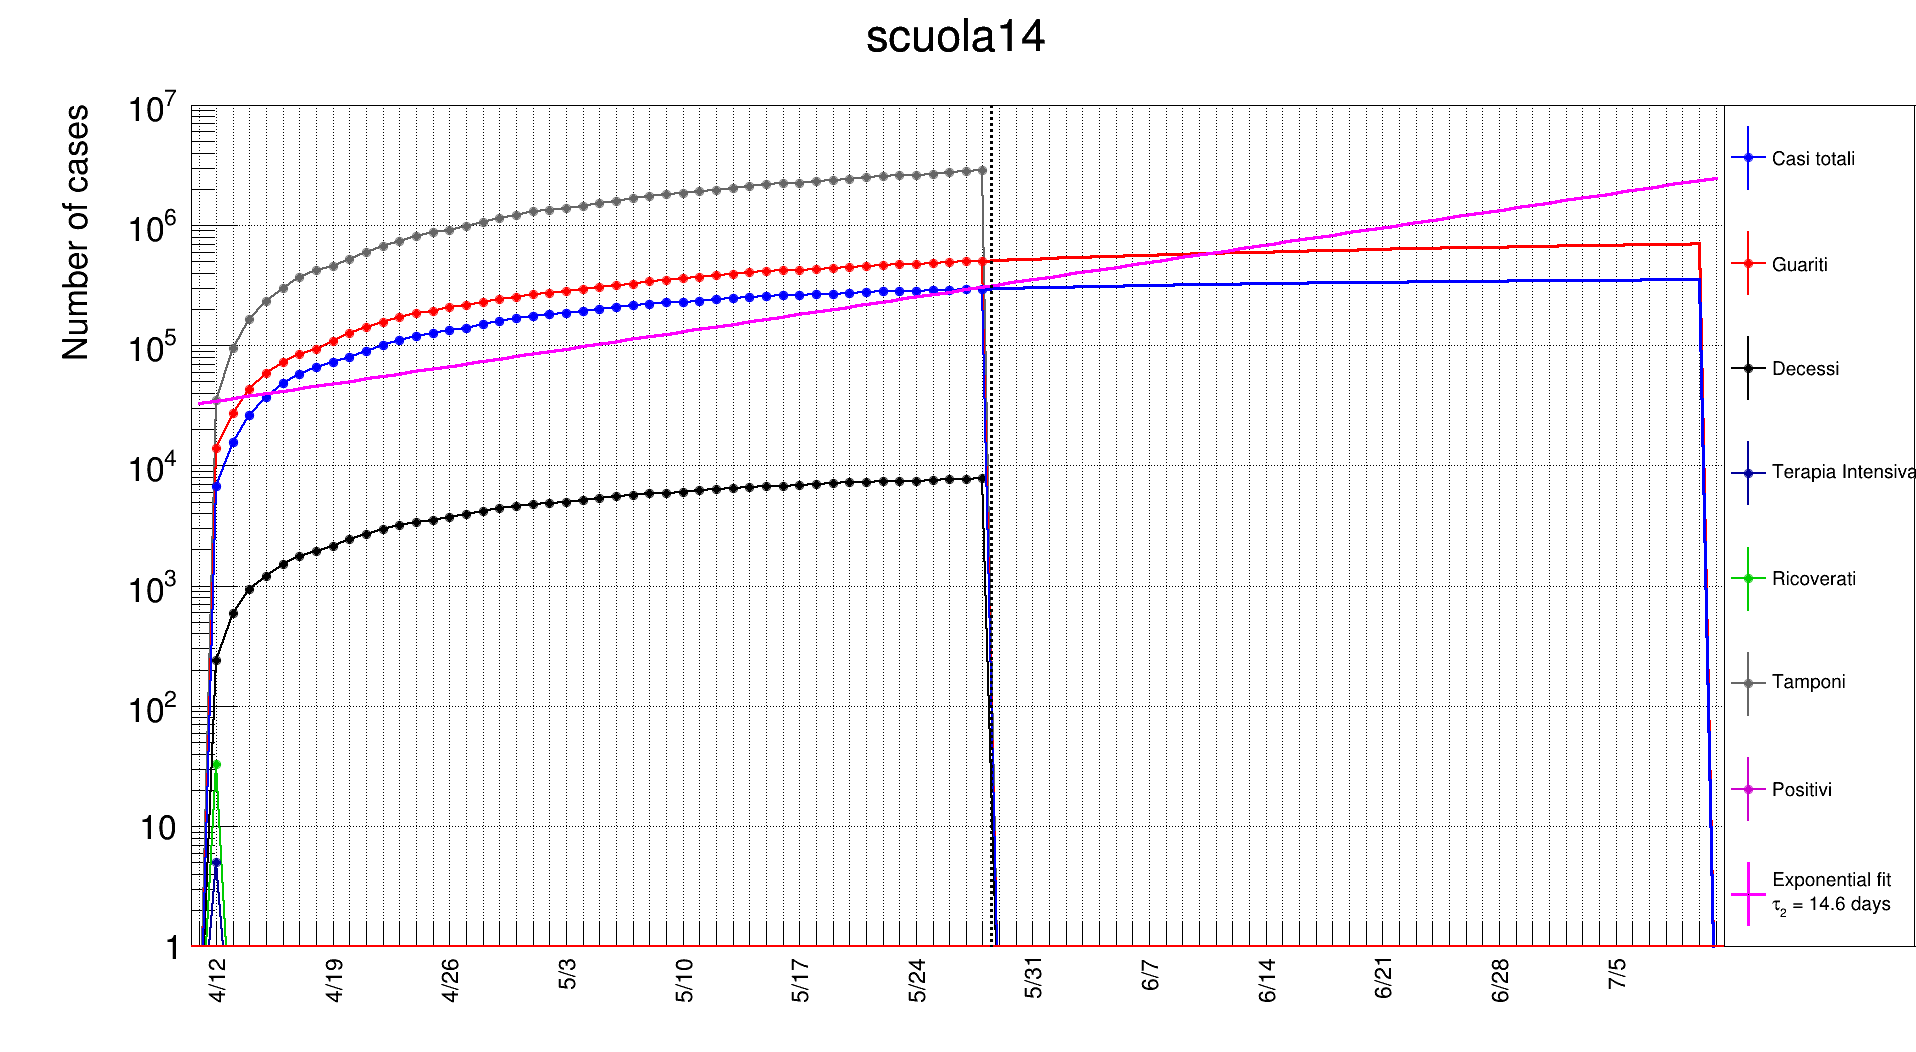 scuola14
Number of cases
10^7
10^6
10^5
10^4
10^3
10^2
10
1
4/12
4/19
4/26
5/3
5/10
5/17
5/24
5/31
6/7
6/14
6/21
6/28
7/5
Casi totali
Guariti
Decessi
Terapia Intensiva
Ricoverati
Tamponi
Positivi
Exponential fit
τ₂ = 14.6 days